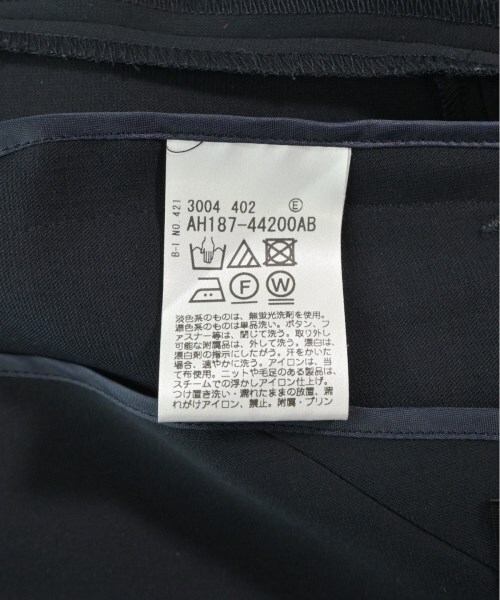 B-I NO.421
3004 402 E
AH187-44200AB
F W
淡色系のものは、無蛍光洗剤を使用。
濃色系のものは単品洗い。ボタン、フ
ァスナー等は、閉じて洗う。取り外し
可能な附属品は、外して洗う。漂白は、
漂白剤の指示にしたがう。汗をかいた
場合、速やかに洗う。アイロンは、当
て布使用。ニットや毛足のある製品は、
スチームでの浮かしアイロン仕上げ。
つけ置き洗い・濡れたままの放置、濡
れがけアイロン、禁止。附属・プリン